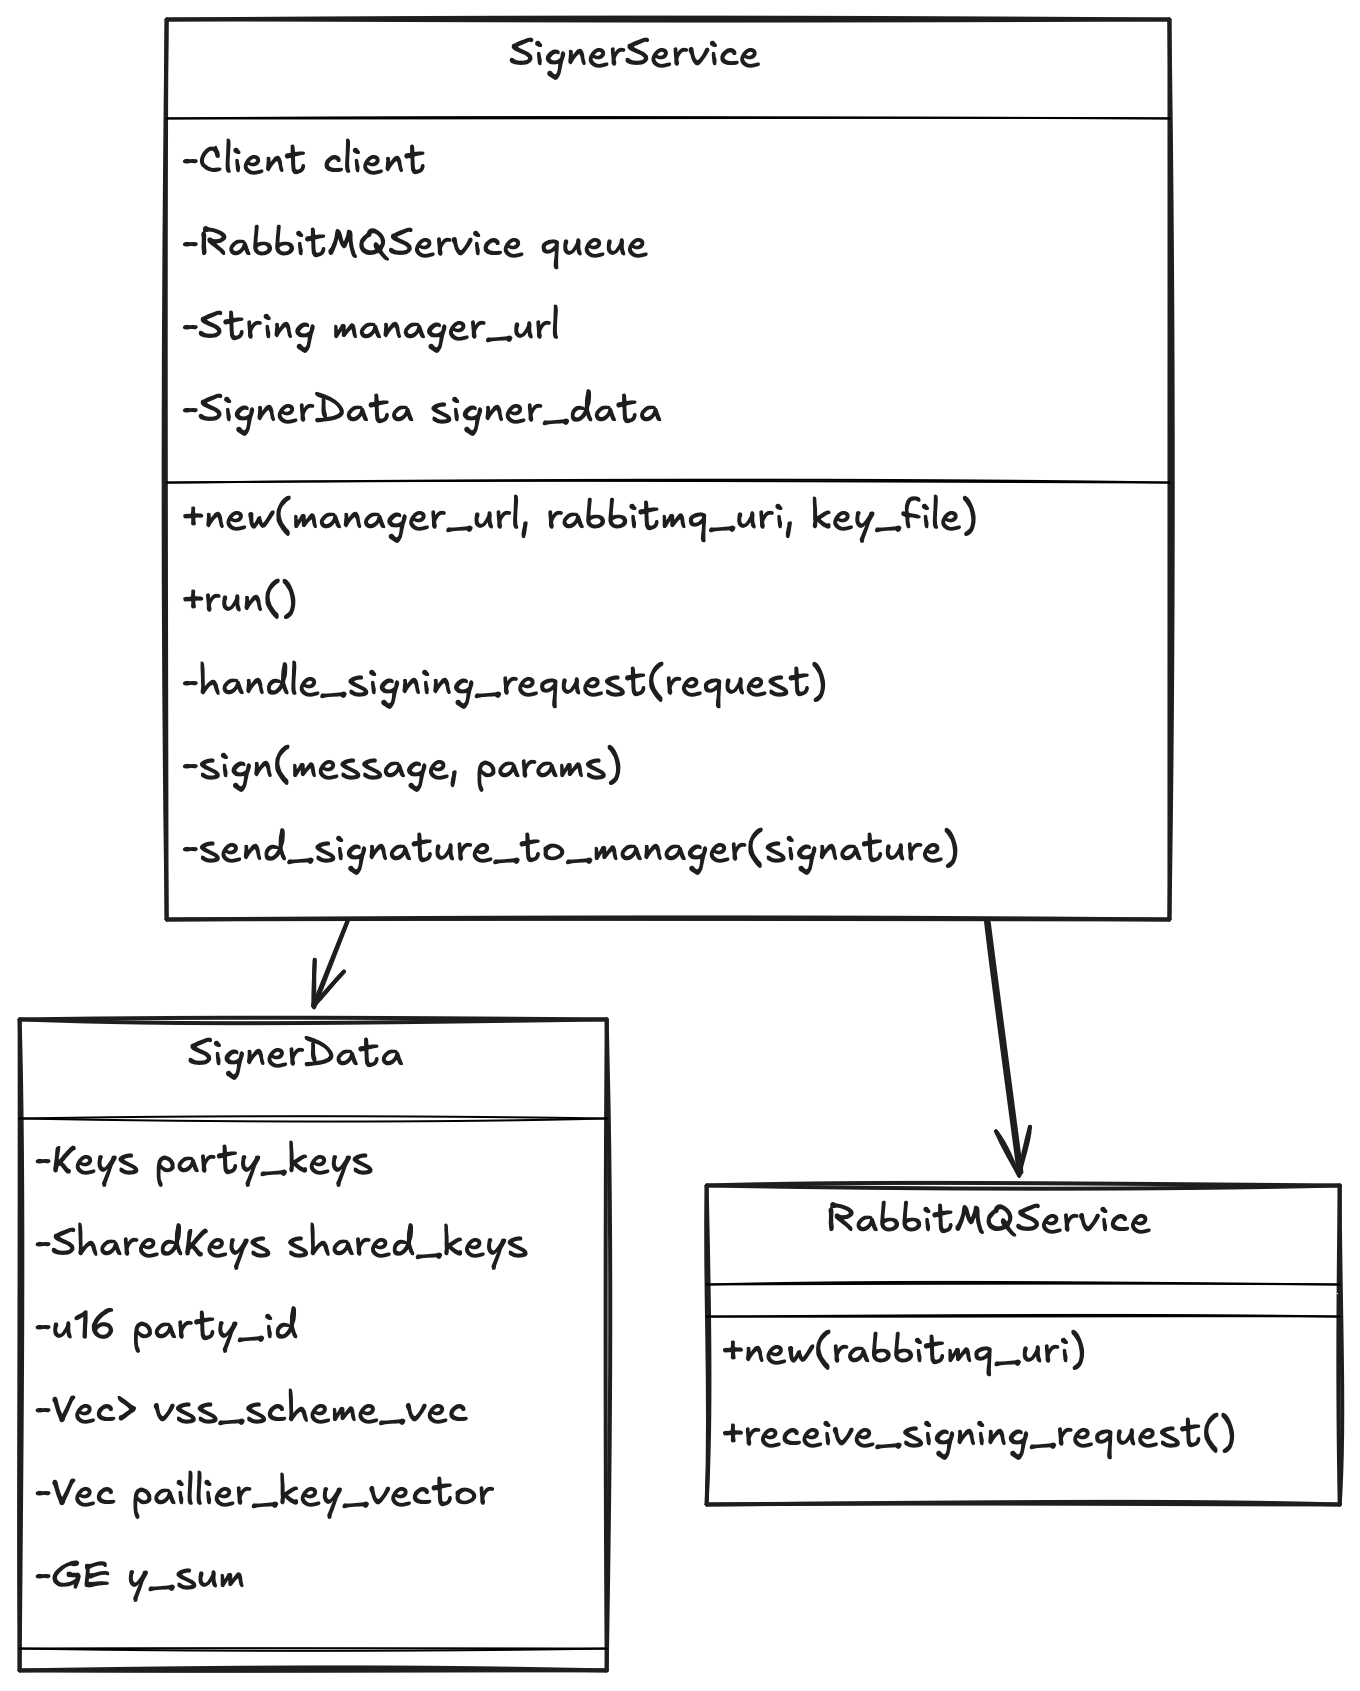 SignerService
-Client client
-RabbitMQService queue
-String manager_url
-SignerData signer_data
+new(manager_url, rabbitmq_uri, key_file)
+run()
-handle_signing_request(request)
-sign(message, params)
-send_signature_to_manager(signature)
SignerData
-Keys party_keys
-SharedKeys shared_keys
-u16 party_id
-Vec> vss_scheme_vec
-Vec paillier_key_vector
-GE y_sum
RabbitMQService
+new(rabbitmq_uri)
+receive_signing_request()